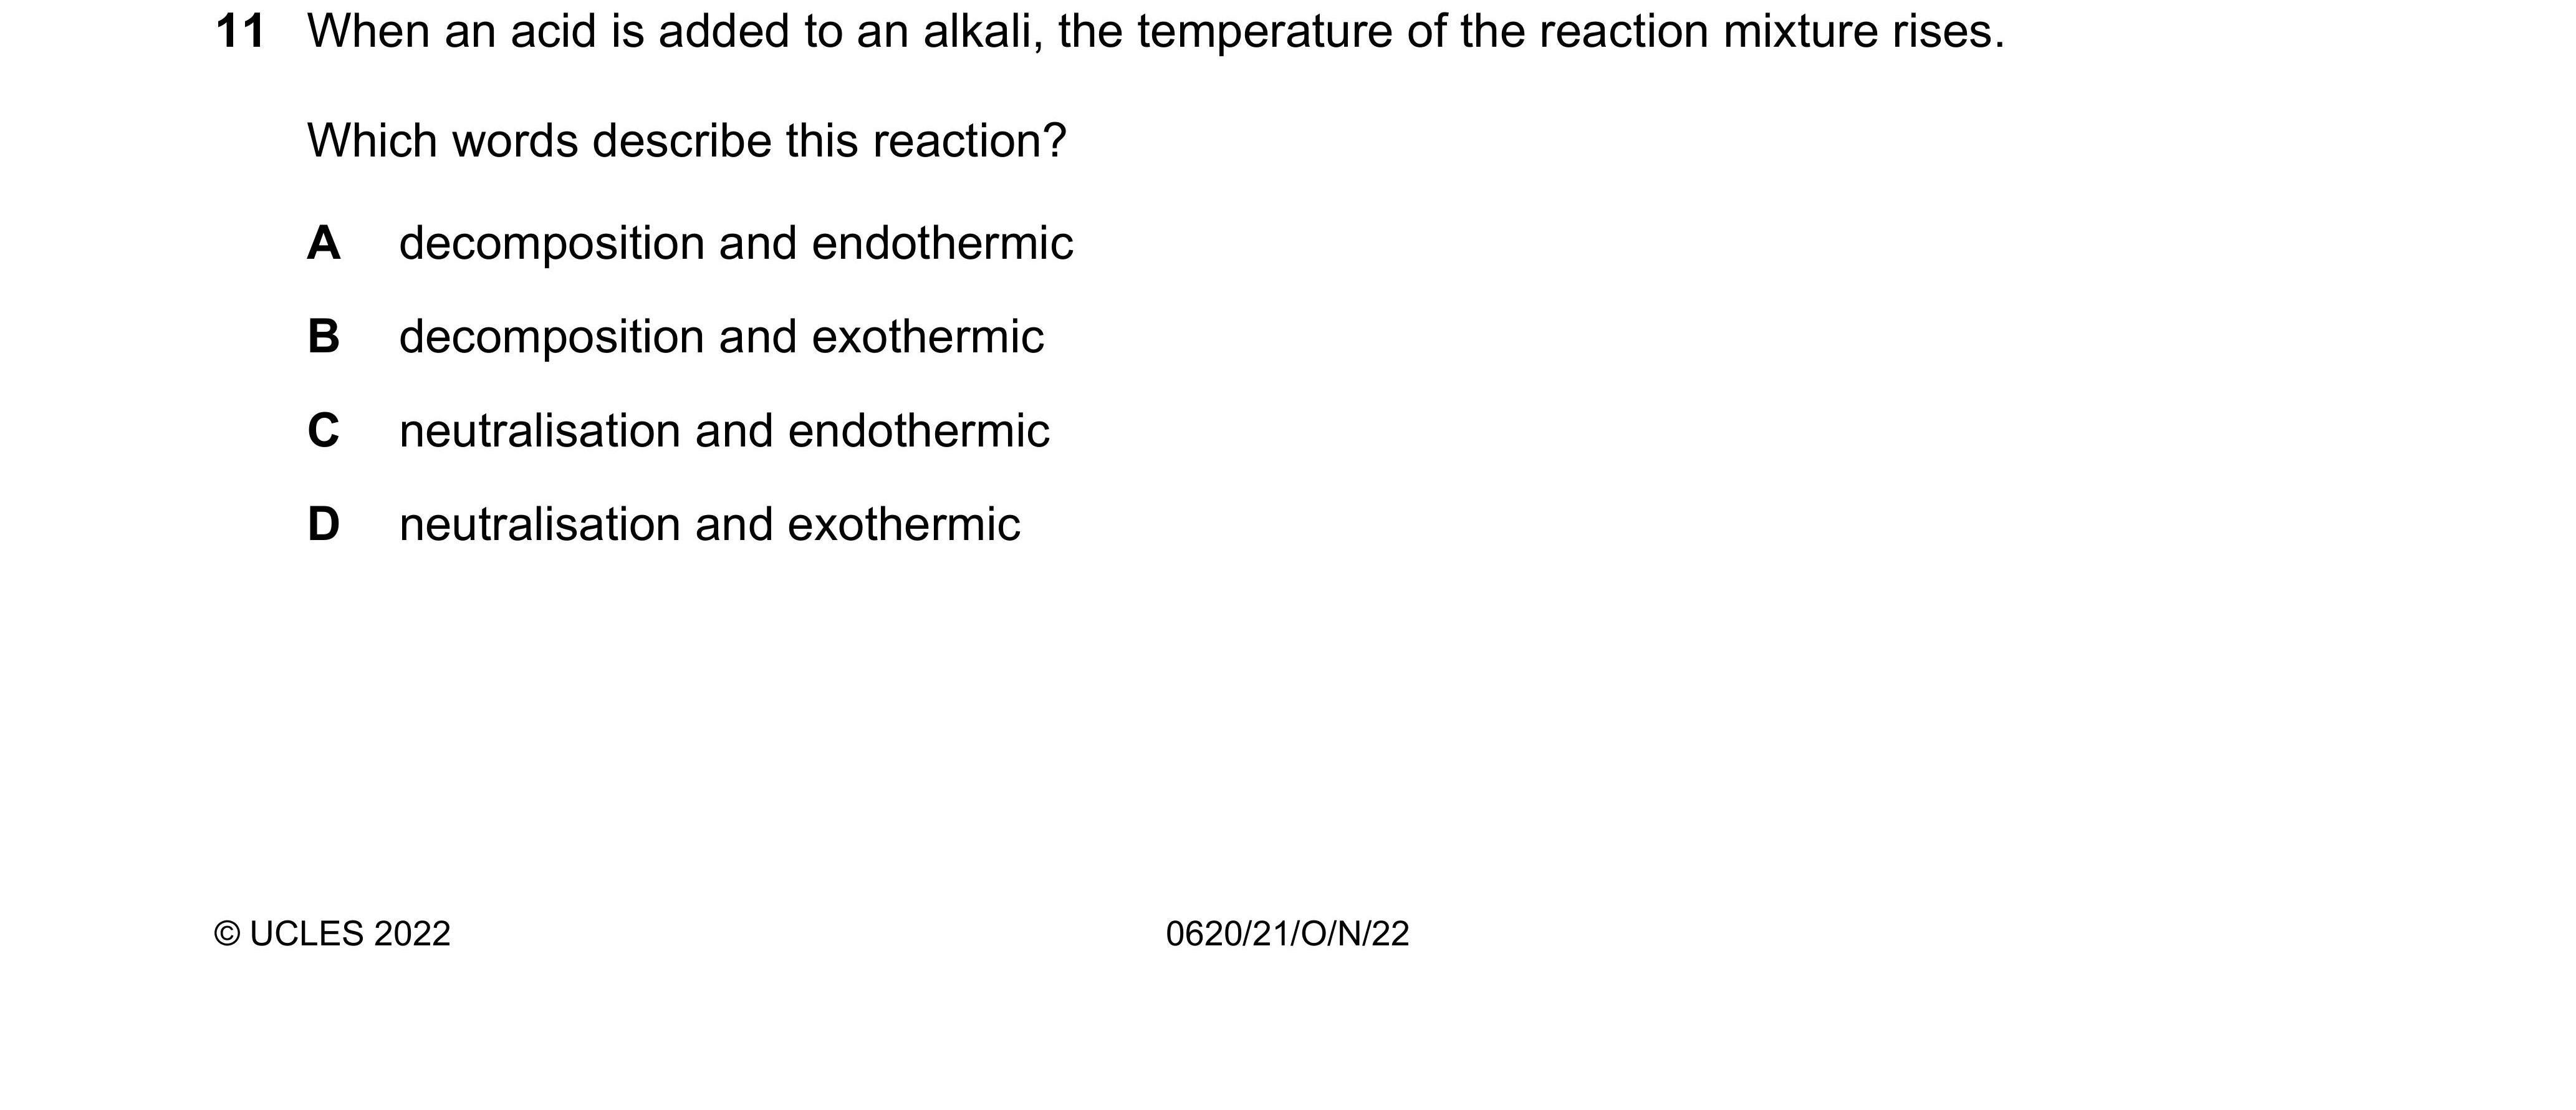 11 When an acid is added to an alkali, the temperature of the reaction mixture rises.
Which words describe this reaction?
A decomposition and endothermic
B decomposition and exothermic
C neutralisation and endothermic
D neutralisation and exothermic
© UCLES 2022 0620/21/O/N/22